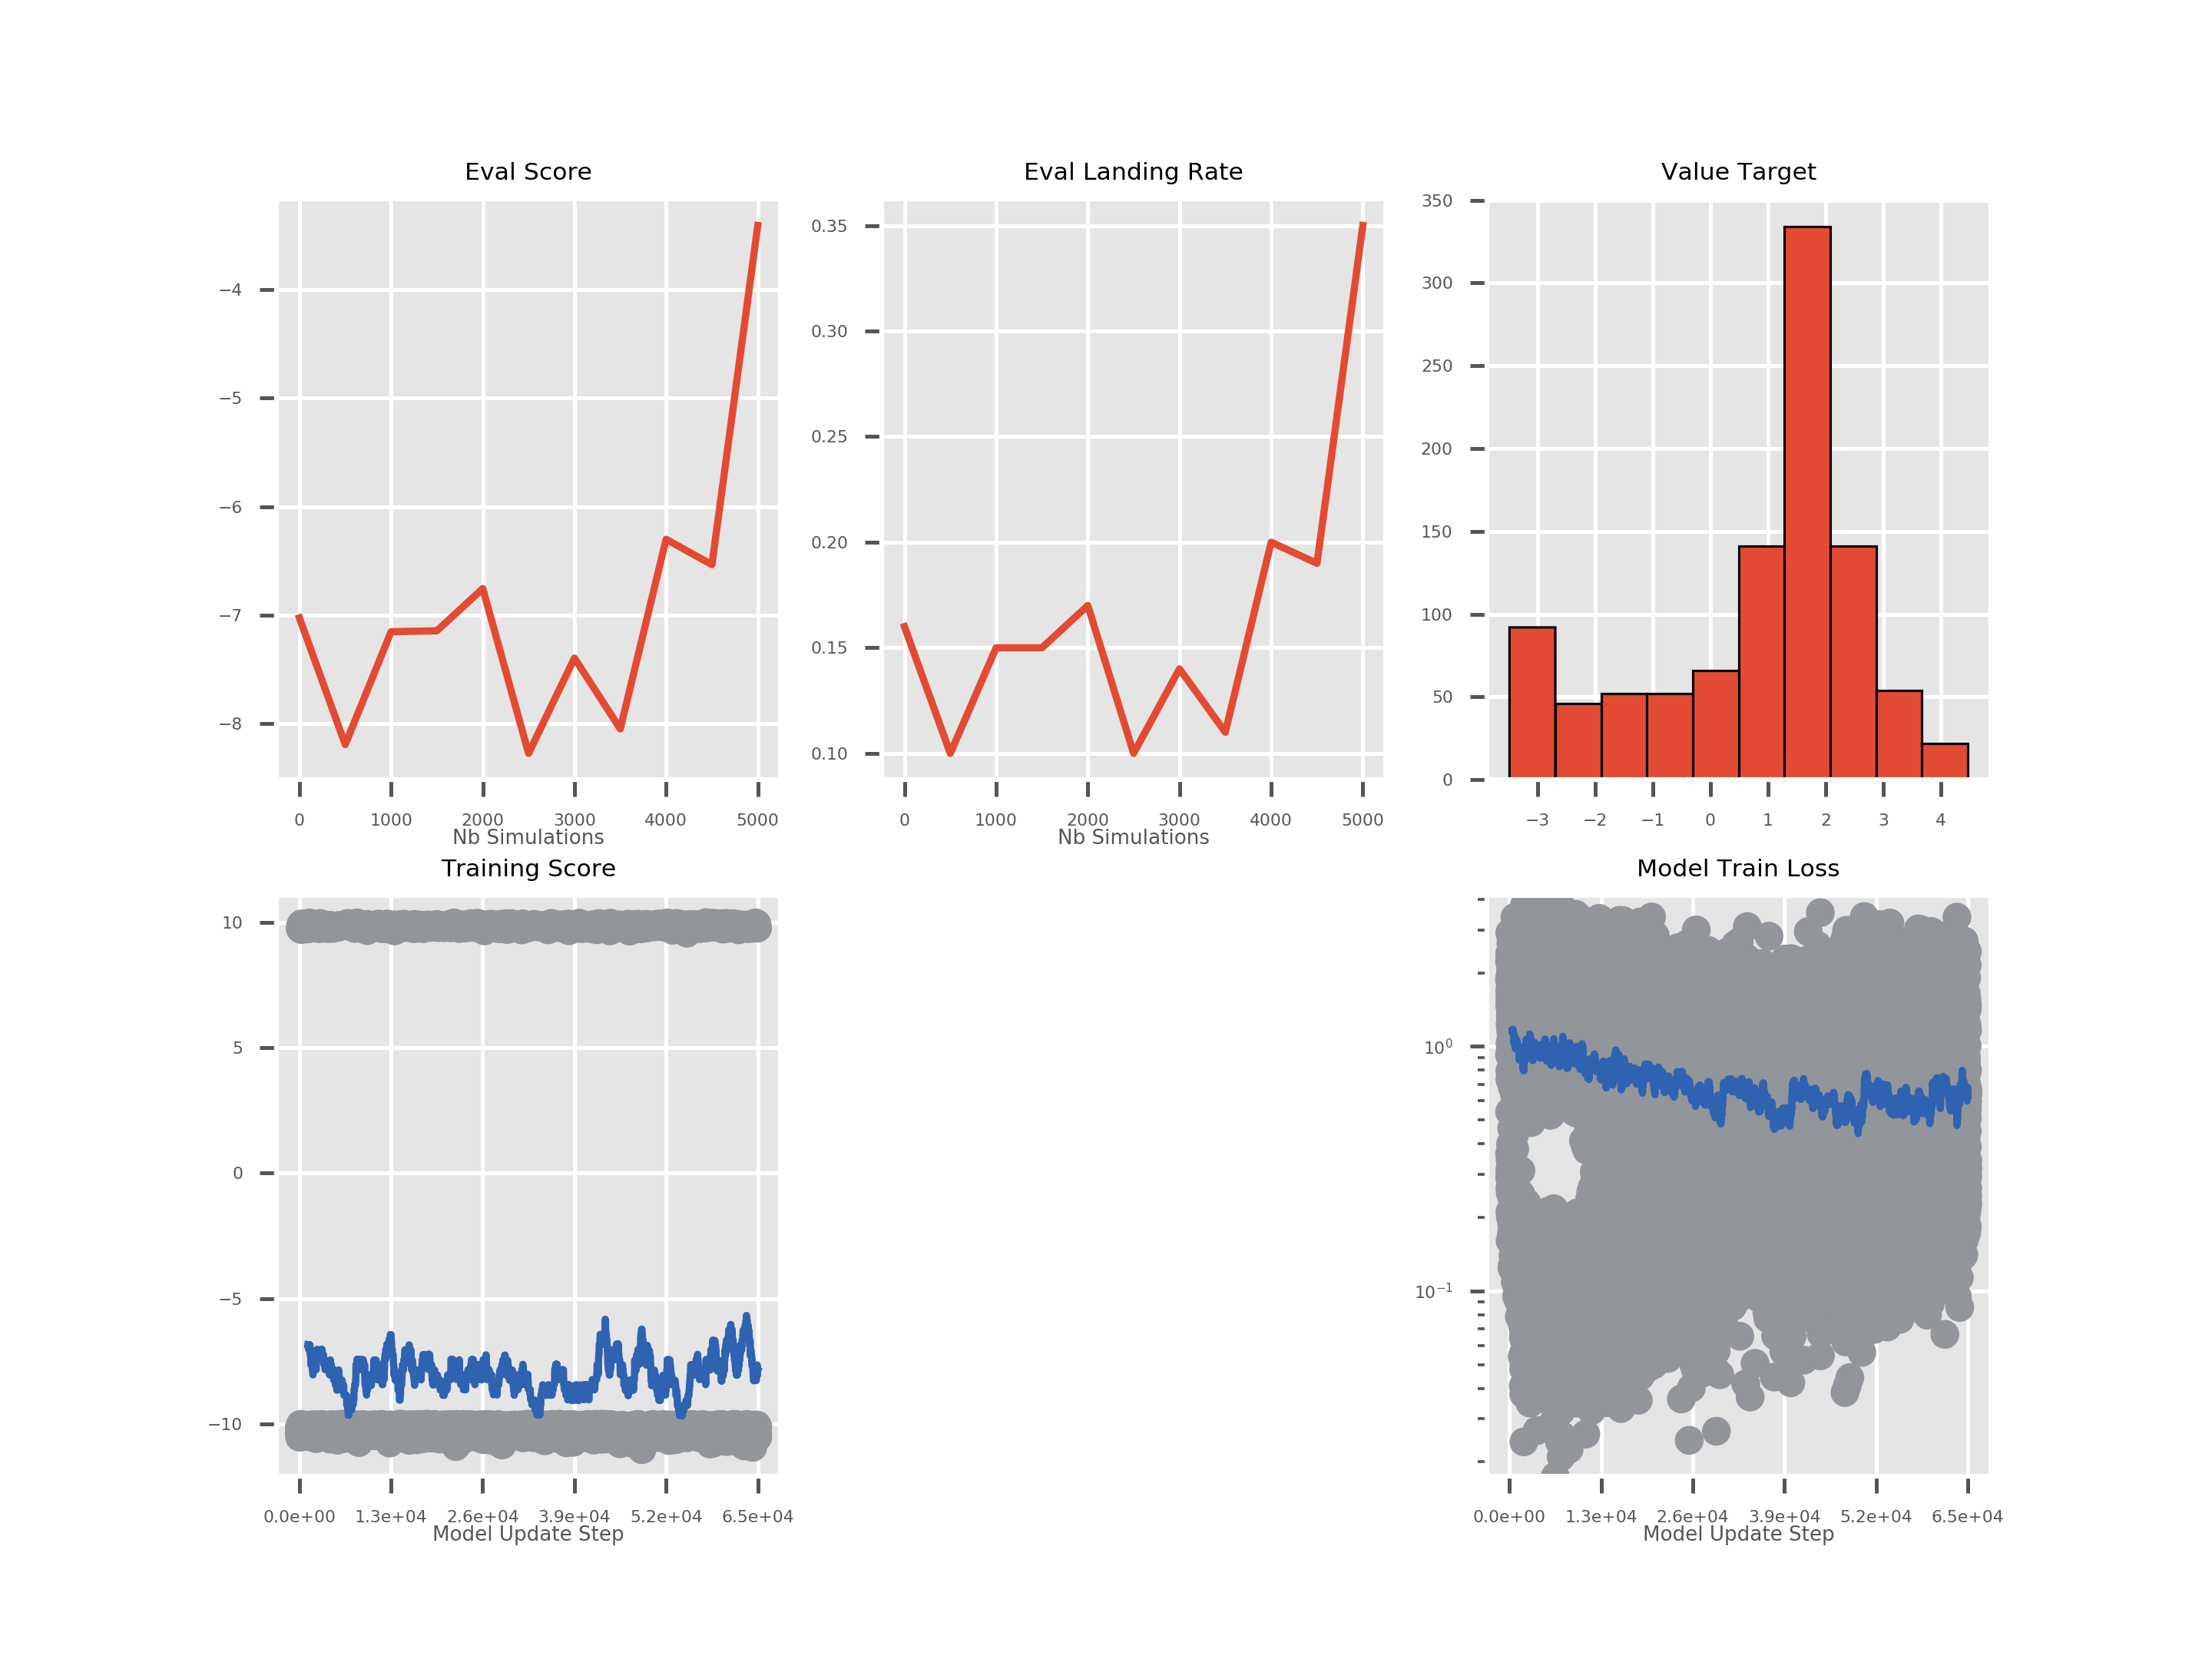 Eval Score
−4
−5
−6
−7
−8
0 1000 2000 3000 4000 5000
Nb Simulations
Eval Landing Rate
0.35
0.30
0.25
0.20
0.15
0.10
0 1000 2000 3000 4000 5000
Nb Simulations
Value Target
350
300
250
200
150
100
50
0
−3 −2 −1 0 1 2 3 4
Training Score
10
5
0
−5
−10
0.0e+00 1.3e+04 2.6e+04 3.9e+04 5.2e+04 6.5e+04
Model Update Step
Model Train Loss
10⁰
10⁻¹
0.0e+00 1.3e+04 2.6e+04 3.9e+04 5.2e+04 6.5e+04
Model Update Step